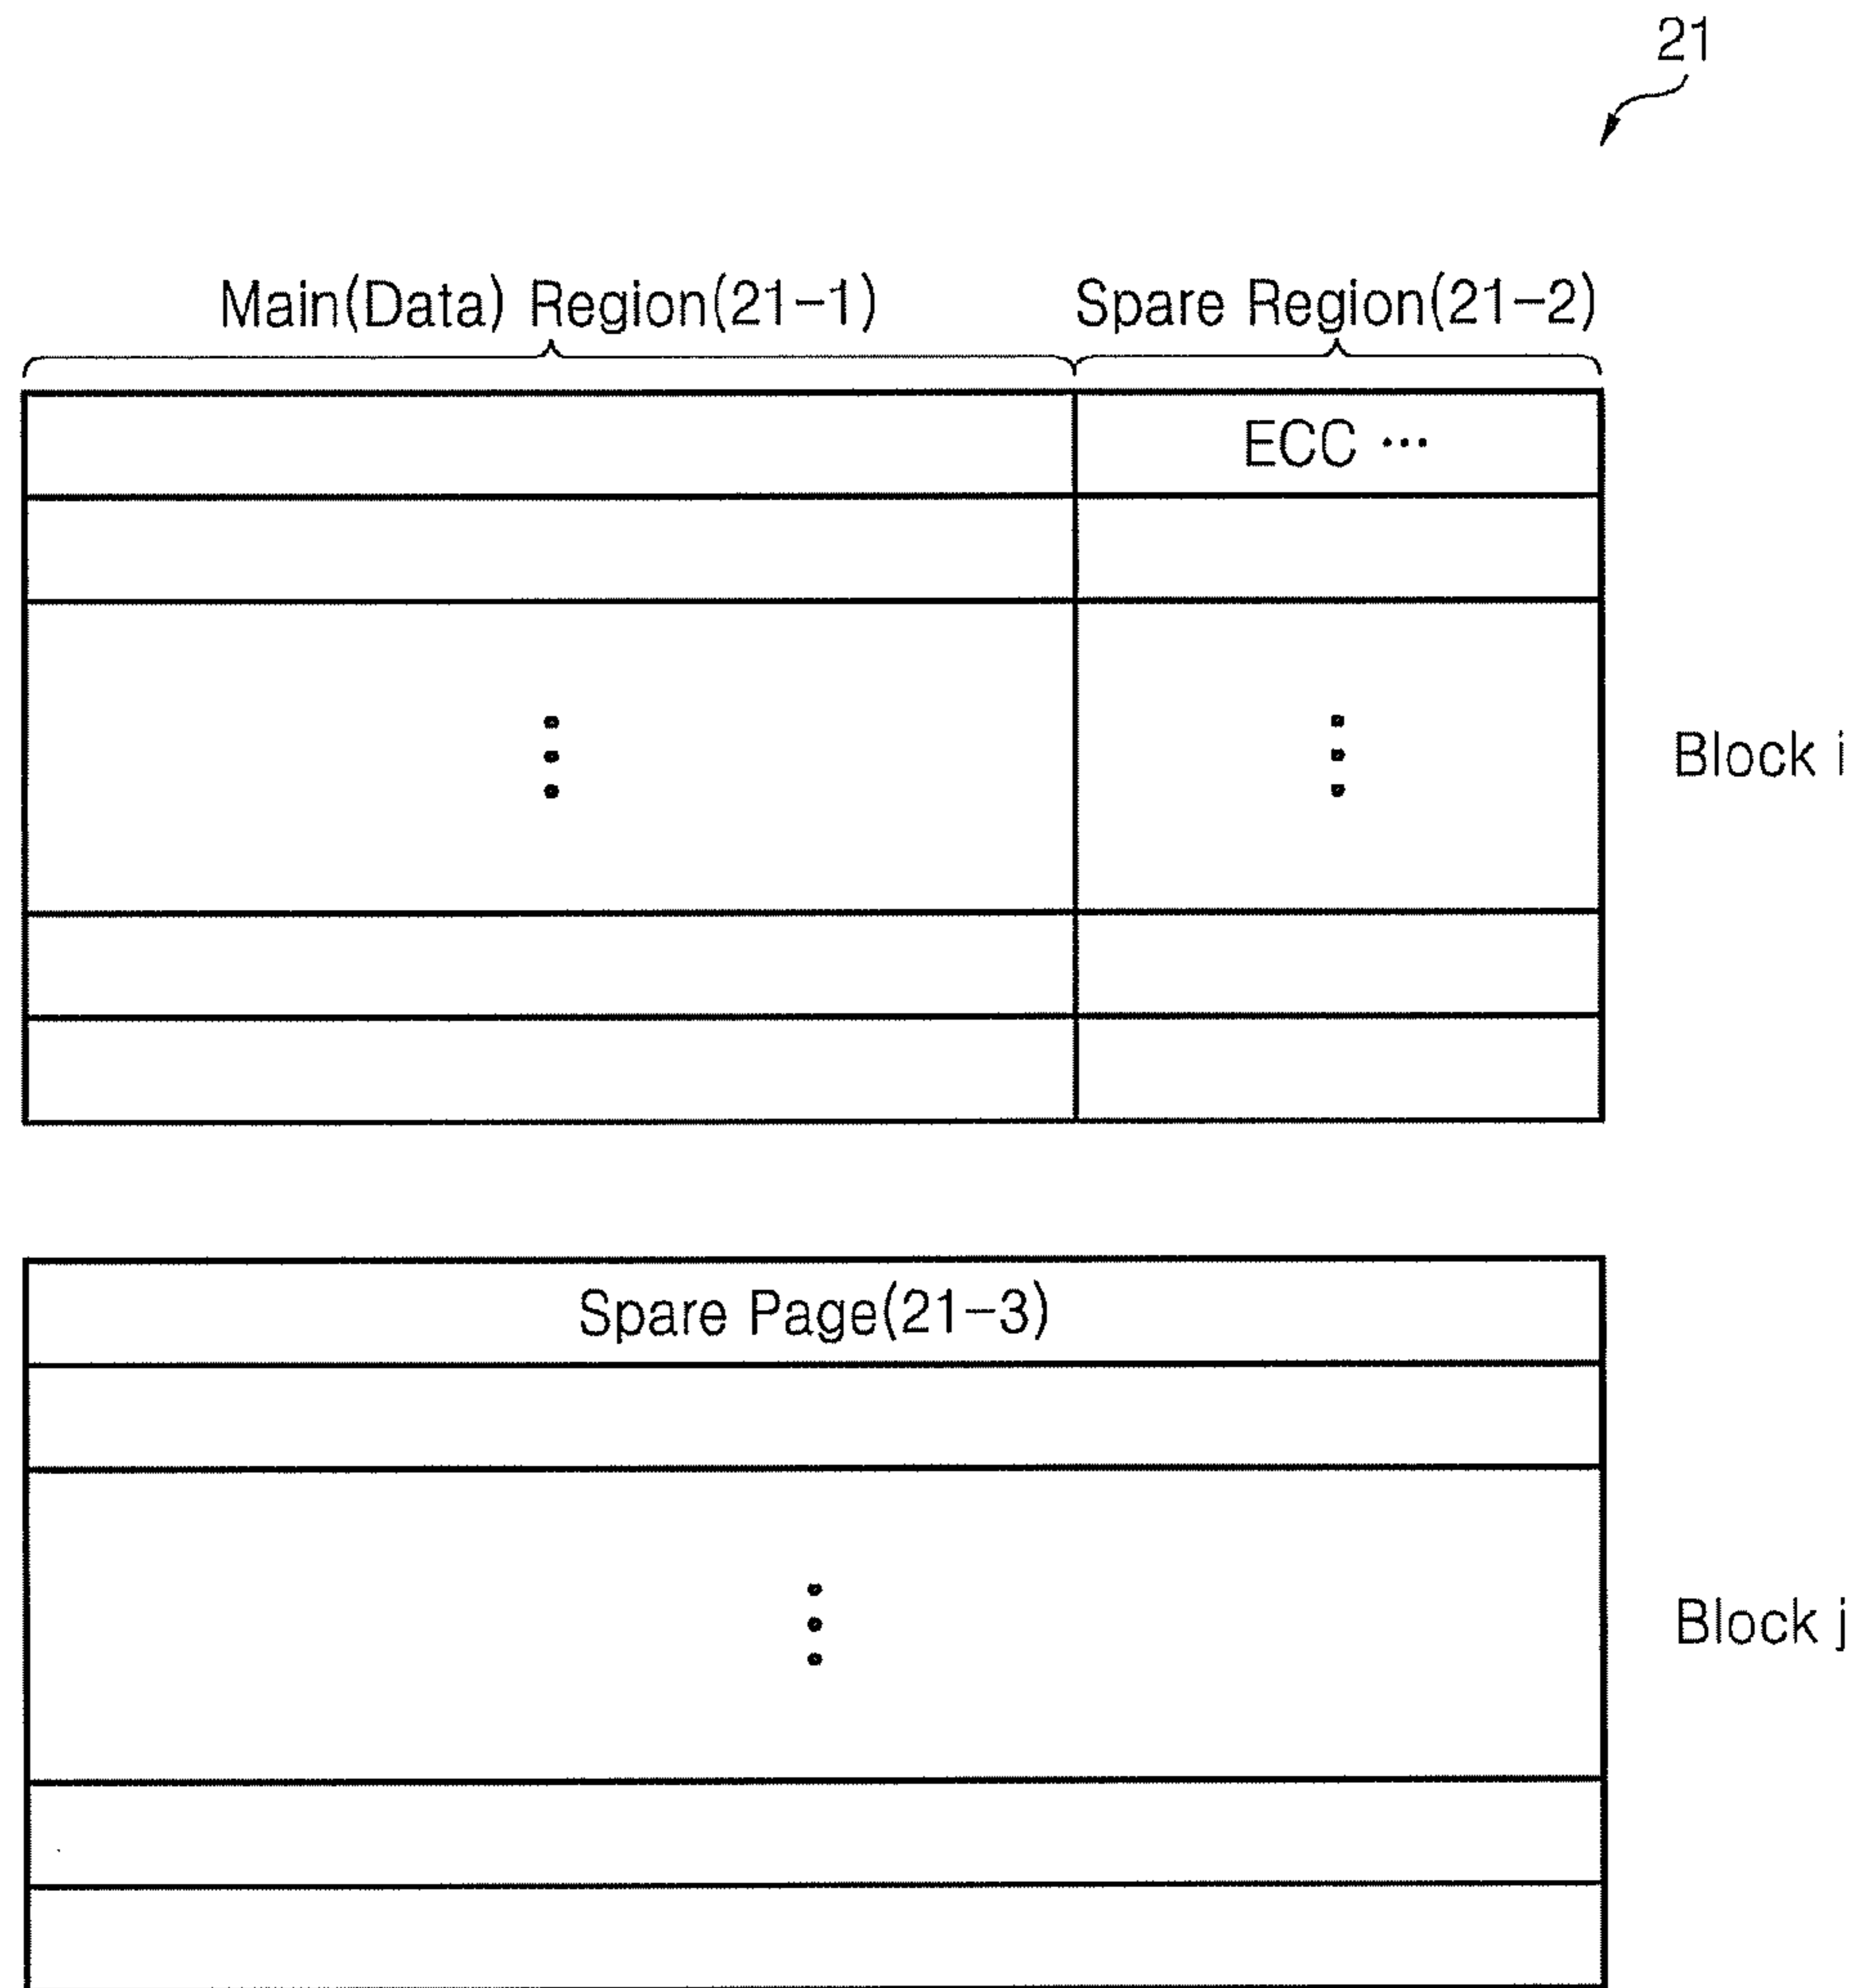 21
Main(Data) Region(21-1) Spare Region(21-2)
ECC ···
Block i
Spare Page(21-3)
Block j